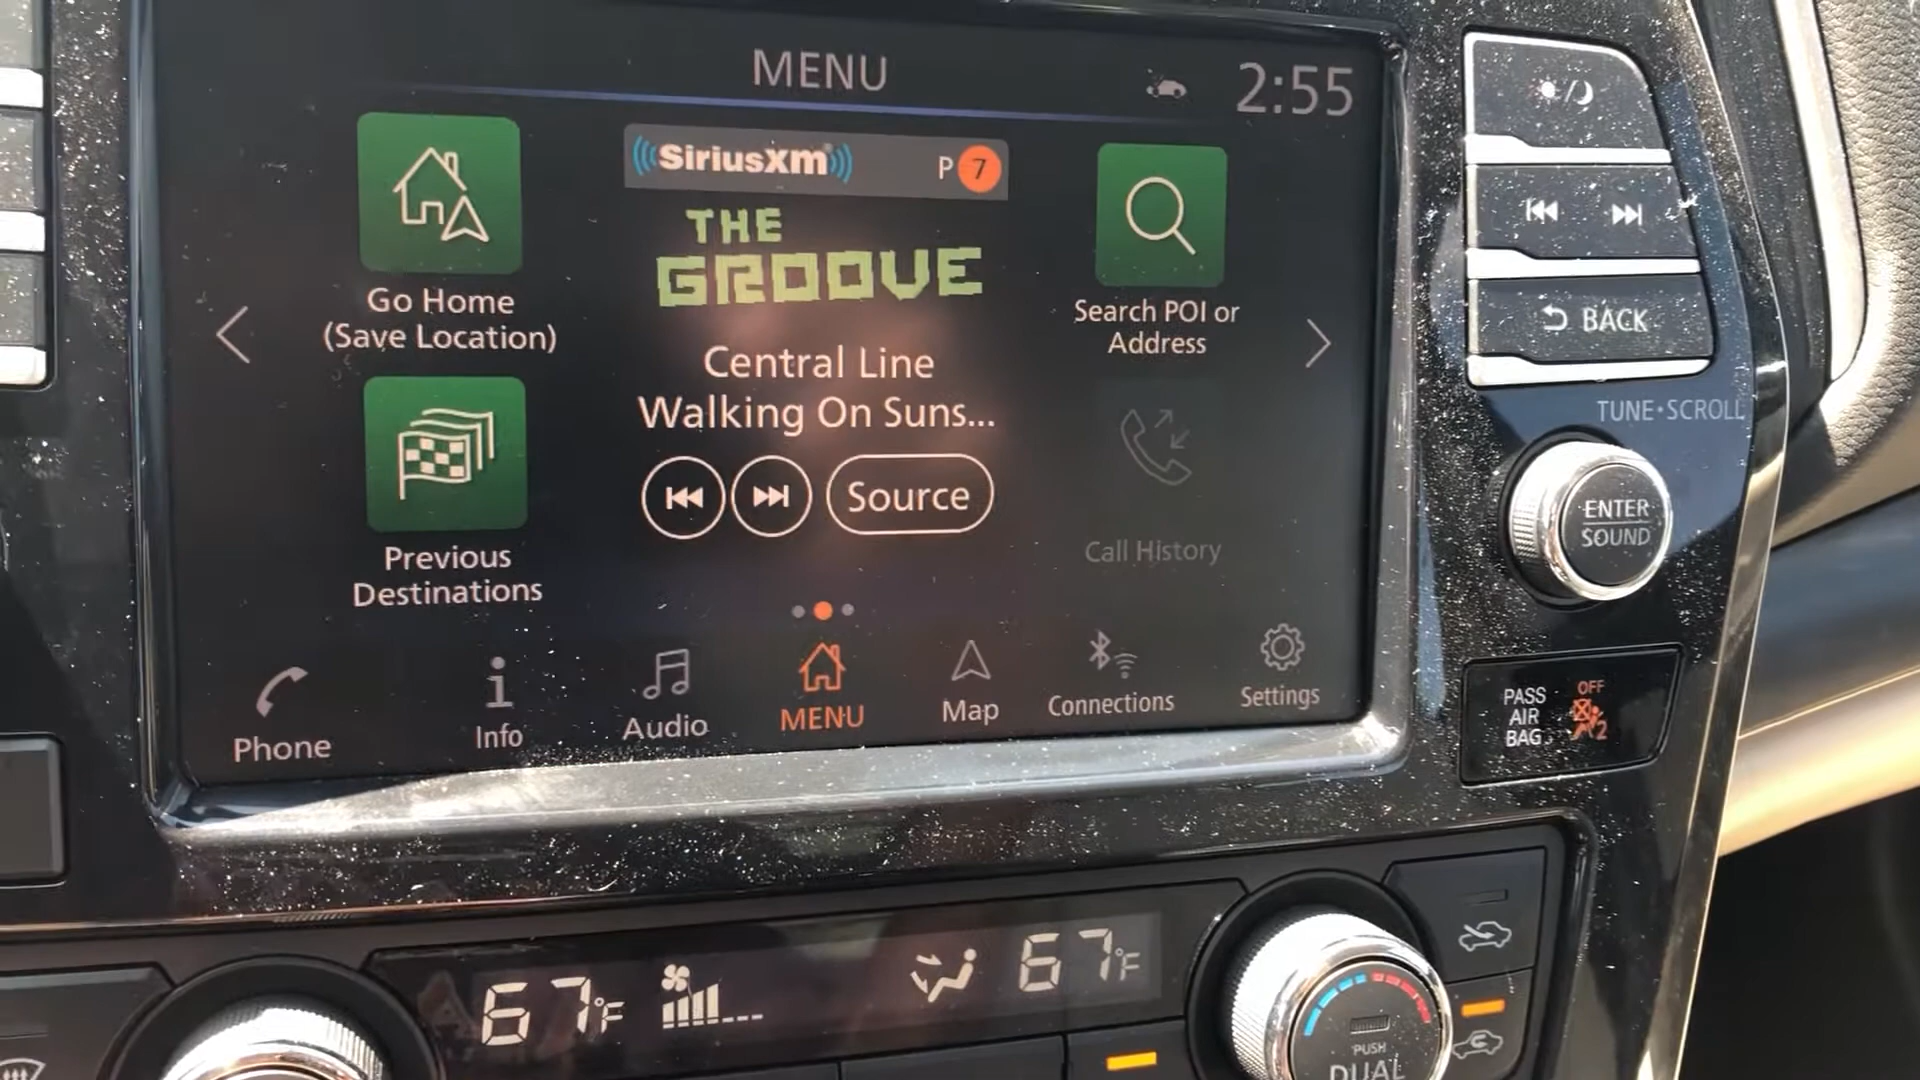 MENU
2:55
SiriusXm
P 7
THE
GROOVE
Go Home
(Save Location)
Search POI or
Address
Central Line
Walking On Suns...
Source
Previous
Destinations
Call History
Phone
Info
Audio
MENU
Map
Connections
Settings
BACK
TUNE•SCROLL
ENTER
SOUND
PASS
AIR
BAG
OFF
2
67°F
67°F
PUSH
DUAL